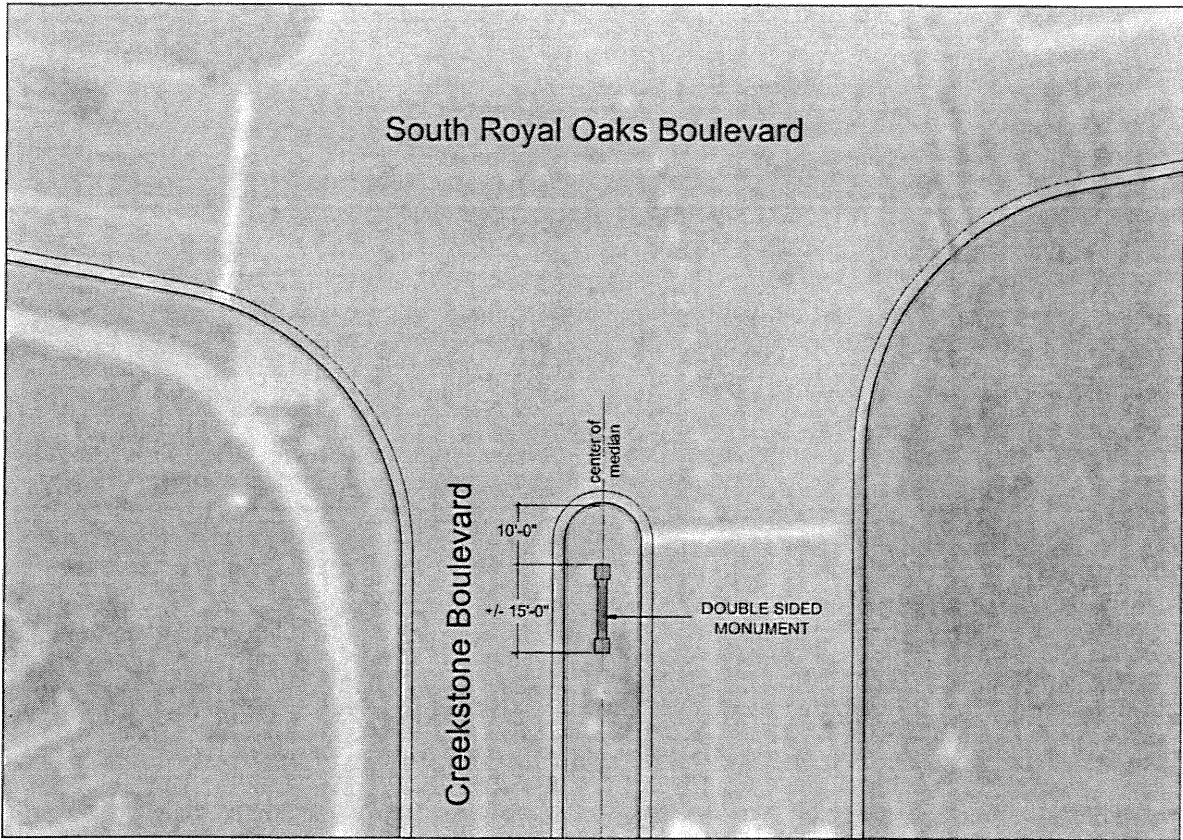 South Royal Oaks Boulevard
center of
median
Creekstone Boulevard
10'-0"
+/- 15'-0"
DOUBLE SIDED
MONUMENT